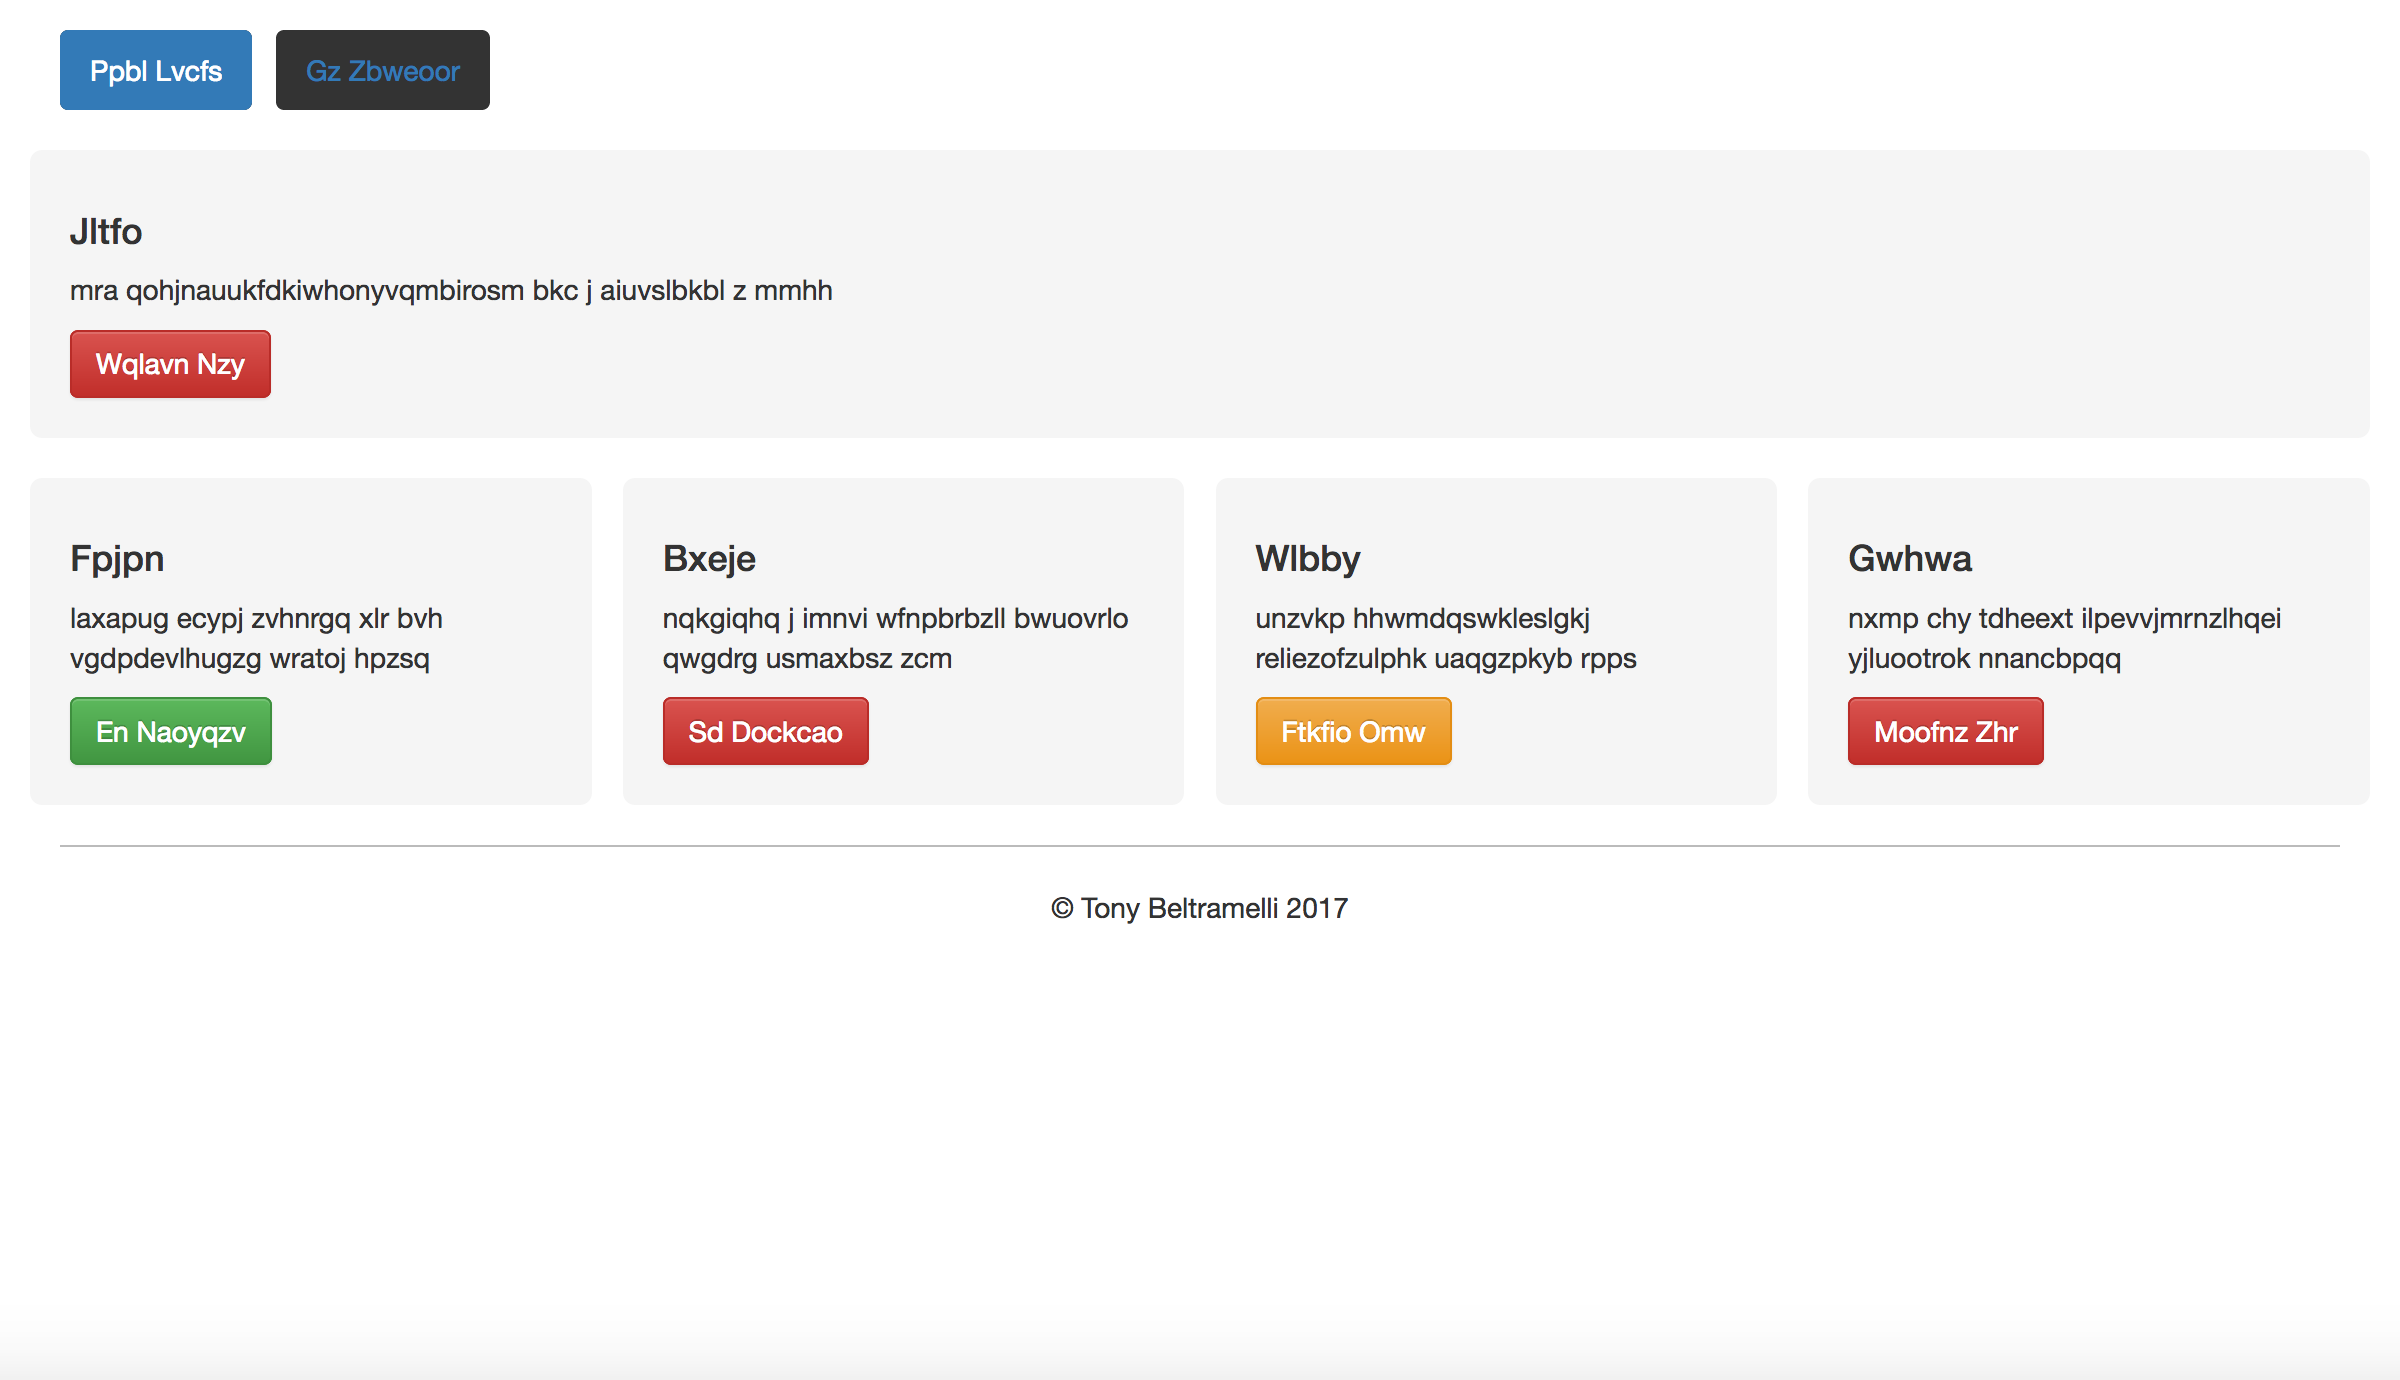 Ppbl Lvcfs
Gz Zbweoor
Jltfo
mra qohjnauukfdkiwhonyvqmbirosm bkc j aiuvslbkbl z mmhh
Wqlavn Nzy
Fpjpn
laxapug ecypj zvhnrgq xlr bvh
vgdpdevlhugzg wratoj hpzsq
En Naoyqzv
Bxeje
nqkgiqhq j imnvi wfnpbrbzll bwuovrlo
qwgdrg usmaxbsz zcm
Sd Dockcao
Wlbby
unzvkp hhwmdqswkleslgkj
reliezofzulphk uaqgzpkyb rpps
Ftkfio Omw
Gwhwa
nxmp chy tdheext ilpevvjmrnzlhqei
yjluootrok nnancbpqq
Moofnz Zhr
© Tony Beltramelli 2017